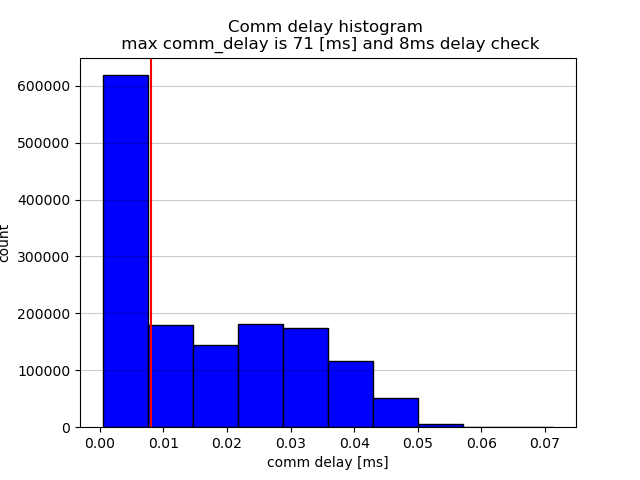 Comm delay histogram
max comm_delay is 71 [ms] and 8ms delay check
600000
500000
400000
300000
200000
100000
0
count
0.00 0.01 0.02 0.03 0.04 0.05 0.06 0.07
comm delay [ms]